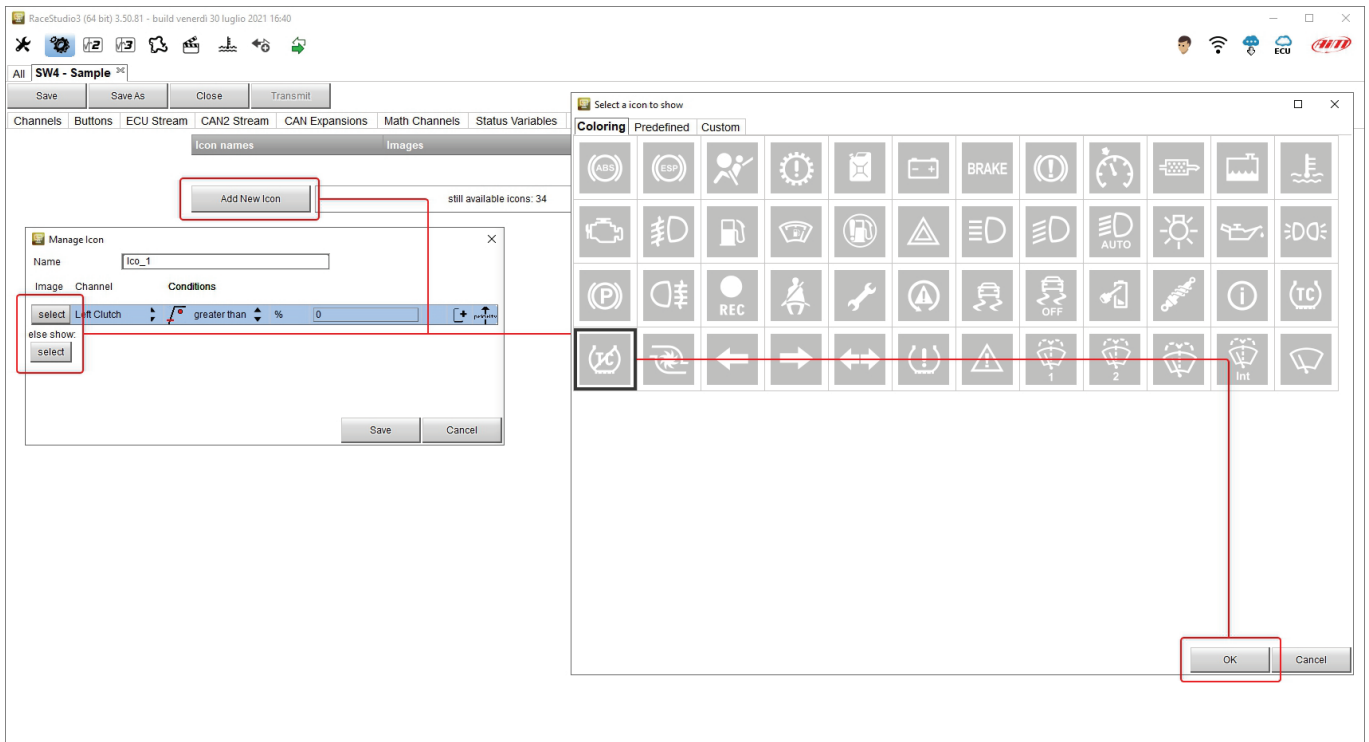 RaceStudio3 (64 bit) 3.50.81 - build venerdì 30 luglio 2021 16:40
ECU
All SW4 - Sample
Save Save As Close Transmit
Channels Buttons ECU Stream CAN2 Stream CAN Expansions Math Channels Status Variables
Icon names Images
Add New Icon still available icons: 34
Manage Icon
Name Ico_1
Image Channel Conditions
select Left Clutch greater than % 0
else show:
select
Save Cancel
Select a icon to show
Coloring Predefined Custom
ABS ESP BRAKE
AUTO
P REC OFF TC
TC 1 2 Int
OK Cancel